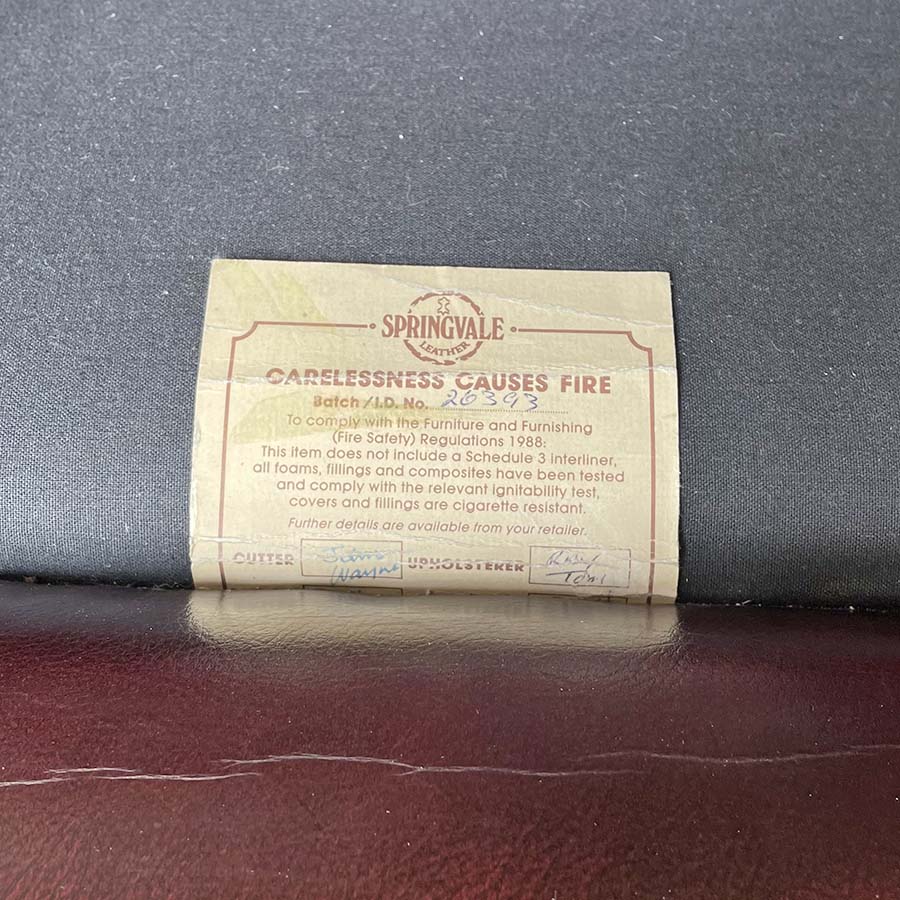 SPRINGVALE
LEATHER
CARELESSNESS CAUSES FIRE
Batch / I.D. No. 26393
To comply with the Furniture and Furnishing
(Fire Safety) Regulations 1988:
This item does not include a Schedule 3 interliner,
all foams, fillings and composites have been tested
and comply with the relevant ignitability test,
covers and fillings are cigarette resistant.
Further details are available from your retailer.
CUTTER Wayne UPHOLSTERER